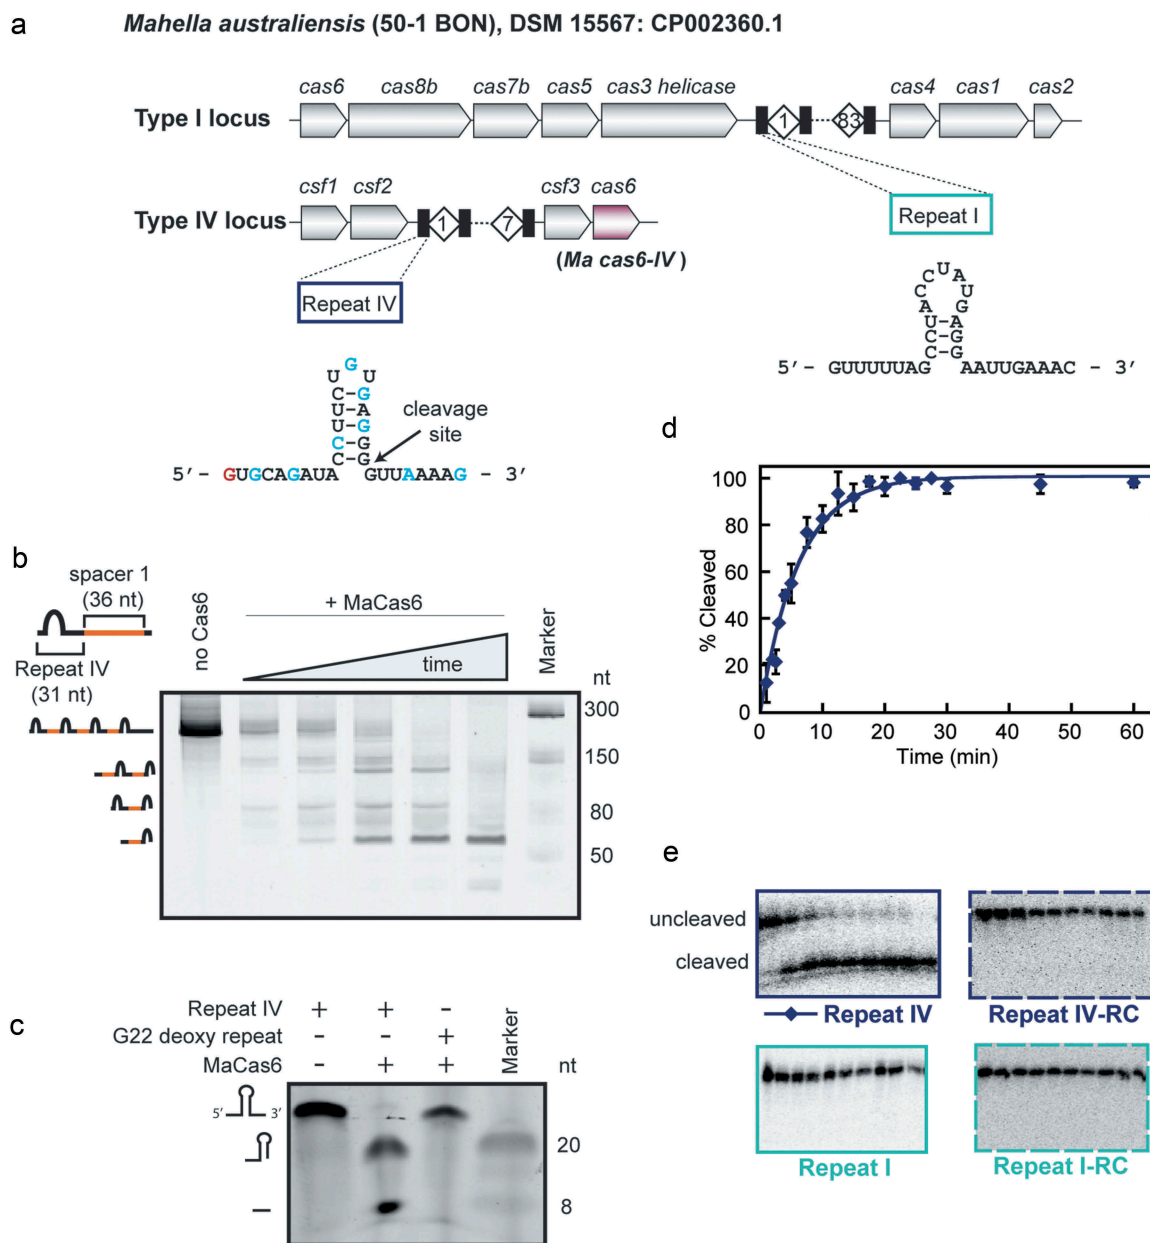 a
Mahella australiensis (50-1 BON), DSM 15567: CP002360.1
cas6 cas8b cas7b cas5 cas3 helicase cas4 cas1 cas2
Type I locus 1 83
csf1 csf2 csf3 cas6
Type IV locus 1 7
(Ma cas6-IV )
Repeat I
Repeat IV
5′- GUUUUUAG CCUAUACCUAUGAGG AAUUGAAAC - 3′
cleavage site
5′- GUGCAGAUA CCUUCUGUGAGGG GUUAAAAG - 3′
b
spacer 1
(36 nt)
Repeat IV
(31 nt)
no Cas6
+ MaCas6
time
Marker
nt
300
150
80
50
c
Repeat IV + + -
G22 deoxy repeat - - +
MaCas6 - + +
Marker
nt
5′ 3′
20
8
d
% Cleaved
100
80
60
40
20
0
0 10 20 30 40 50 60
Time (min)
e
uncleaved
cleaved
Repeat IV
Repeat IV-RC
Repeat I
Repeat I-RC